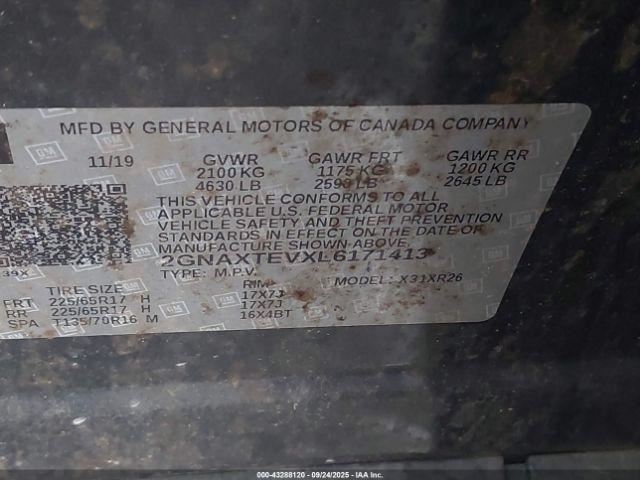 MFD BY GENERAL MOTORS OF CANADA COMPANY
11/19 GVWR GAWR FRT GAWR RR
2100 KG 1175 KG 1200 KG
4630 LB 2590 LB 2645 LB
THIS VEHICLE CONFORMS TO ALL
APPLICABLE U.S. FEDERAL MOTOR
VEHICLE SAFETY AND THEFT PREVENTION
STANDARDS IN EFFECT ON THE DATE
OF MANUFACTURE SHOWN ABOVE.
39X 2GNAXTEVXL6171413
TYPE: M.P.V. MODEL: X31XR26
TIRE SIZE RIM
FRT 225/65R17 H 17X7J
RR 225/65R17 H 17X7J
SPA T135/70R16 M 16X4BT
GM
000-43288120 - 09/24/2025 - IAA Inc.